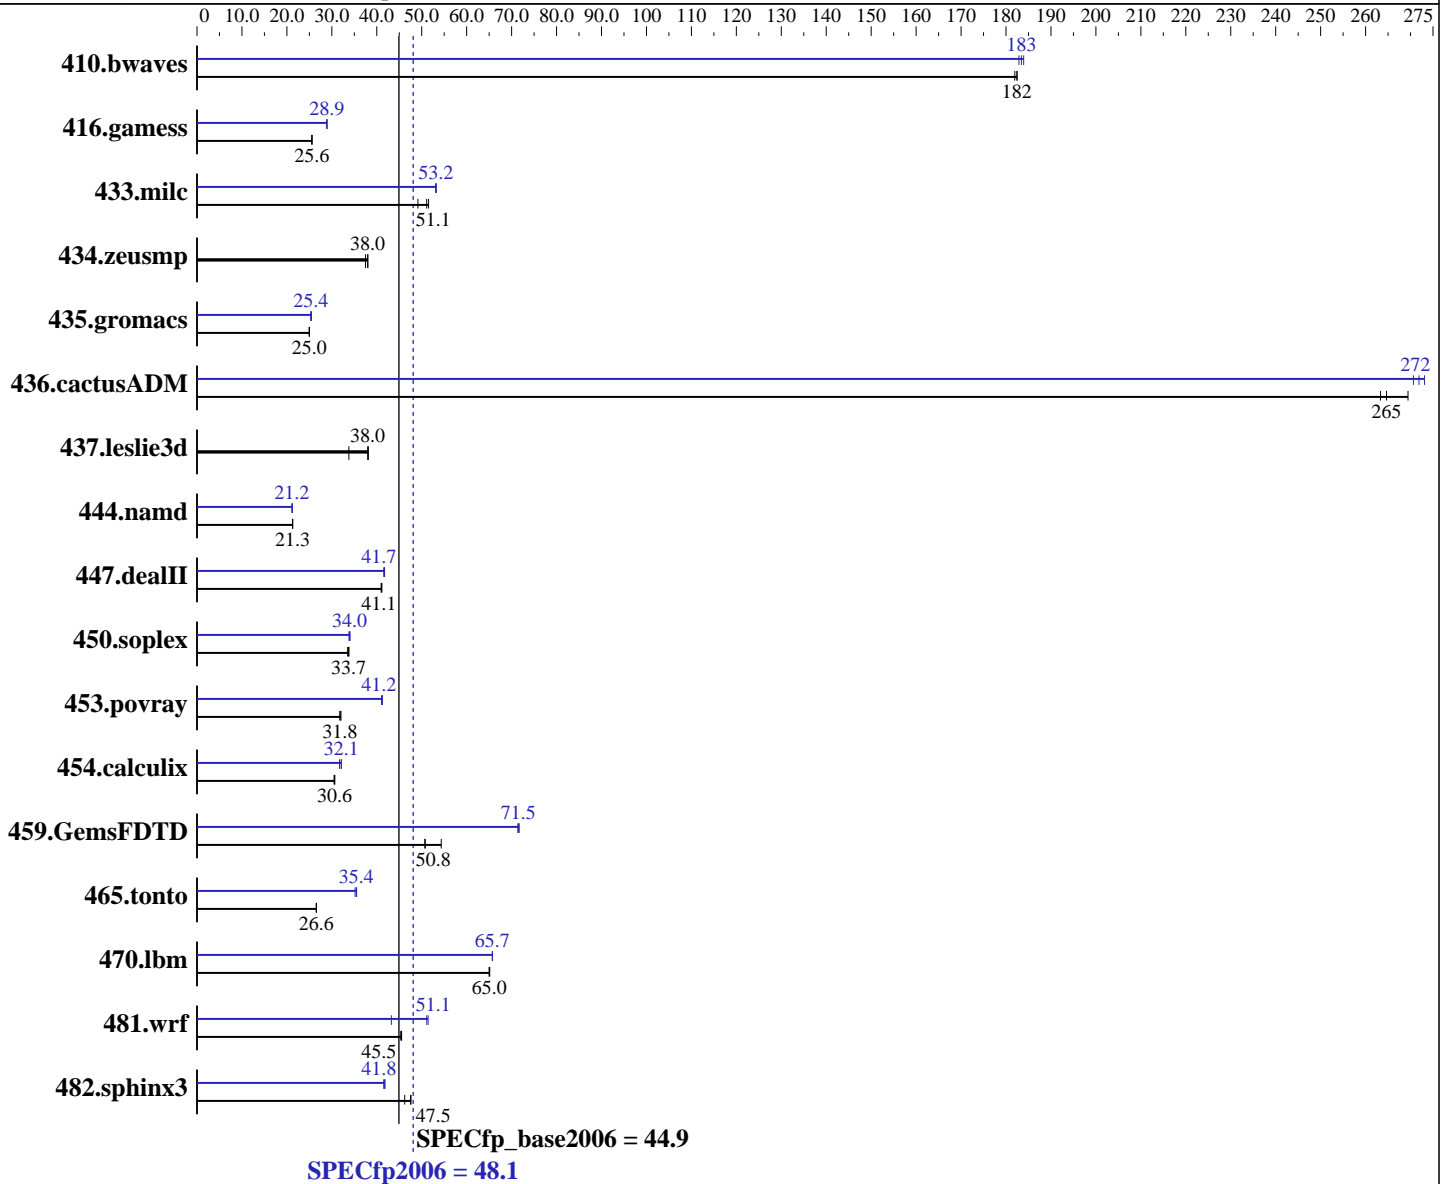 0 10.0 20.0 30.0 40.0 50.0 60.0 70.0 80.0 90.0 100 110 120 130 140 150 160 170 180 190 200 210 220 230 240 250 260 275
183
410.bwaves
182
28.9
416.gamess
25.6
53.2
433.milc
51.1
38.0
434.zeusmp
25.4
435.gromacs
25.0
272
436.cactusADM
265
38.0
437.leslie3d
21.2
444.namd
21.3
41.7
447.dealII
41.1
34.0
450.soplex
33.7
41.2
453.povray
31.8
32.1
454.calculix
30.6
71.5
459.GemsFDTD
50.8
35.4
465.tonto
26.6
65.7
470.lbm
65.0
51.1
481.wrf
45.5
41.8
482.sphinx3
47.5
SPECfp_base2006 = 44.9
SPECfp2006 = 48.1